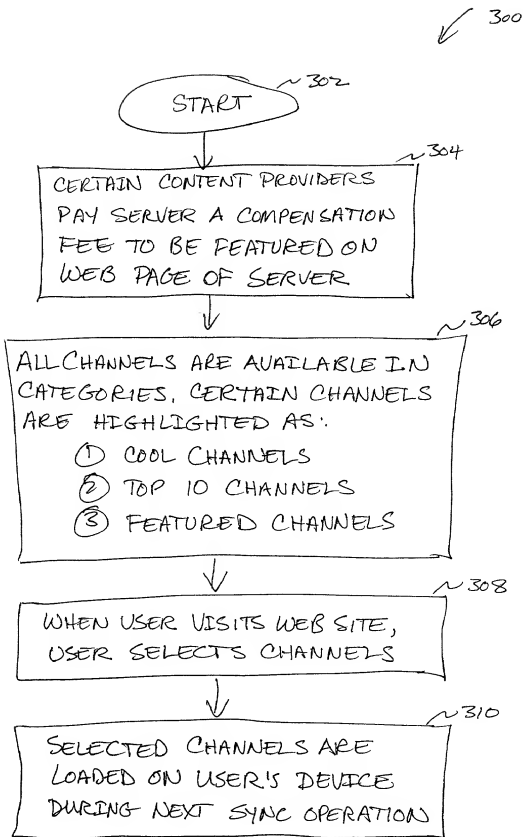 300
302
START
304
CERTAIN CONTENT PROVIDERS
PAY SERVER A COMPENSATION
FEE TO BE FEATURED ON
WEB PAGE OF SERVER
306
ALL CHANNELS ARE AVAILABLE IN
CATEGORIES. CERTAIN CHANNELS
ARE HIGHLIGHTED AS:
① COOL CHANNELS
② TOP 10 CHANNELS
③ FEATURED CHANNELS
308
WHEN USER VISITS WEB SITE,
USER SELECTS CHANNELS
310
SELECTED CHANNELS ARE
LOADED ON USER'S DEVICE
DURING NEXT SYNC OPERATION